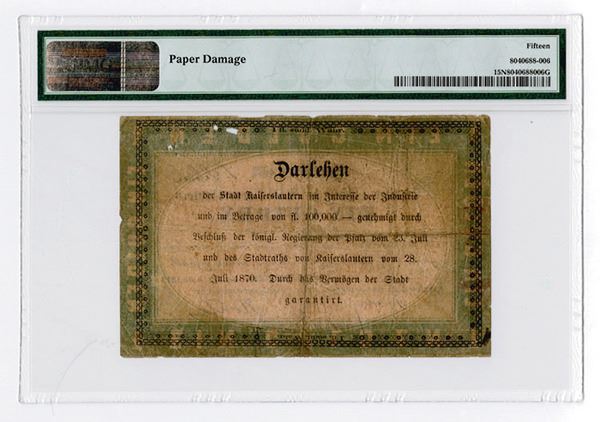 Fifteen
Paper Damage
8040688-006
15NS040688006G
Darlehen
der Stadt Kaiserslautern im Interesse der Industrie
und im Betrage von fl. 100,000 — genehmigt durch
Beschluß der königl. Regierung der Pfalz vom 23. Juli
und des Stadtraths von Kaiserslautern vom 28.
Juli 1870. Durch das Vermögen der Stadt
garantirt.